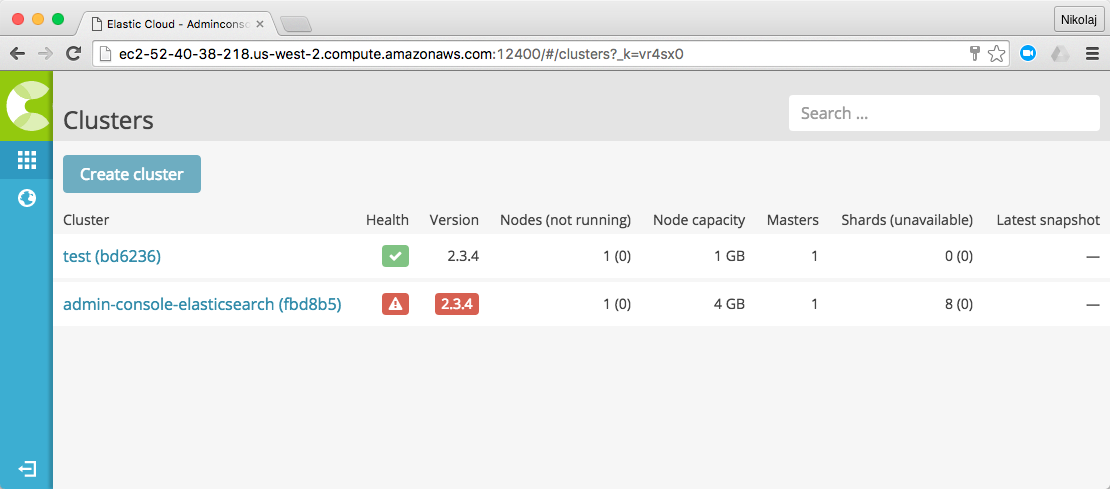 Elastic Cloud - Adminconsc
Nikolaj
ec2-52-40-38-218.us-west-2.compute.amazonaws.com:12400/#/clusters?_k=vr4sx0
Clusters
Search ...
Create cluster
Cluster Health Version Nodes (not running) Node capacity Masters Shards (unavailable) Latest snapshot
test (bd6236) 2.3.4 1 (0) 1 GB 1 0 (0) —
admin-console-elasticsearch (fbd8b5) 2.3.4 1 (0) 4 GB 1 8 (0) —